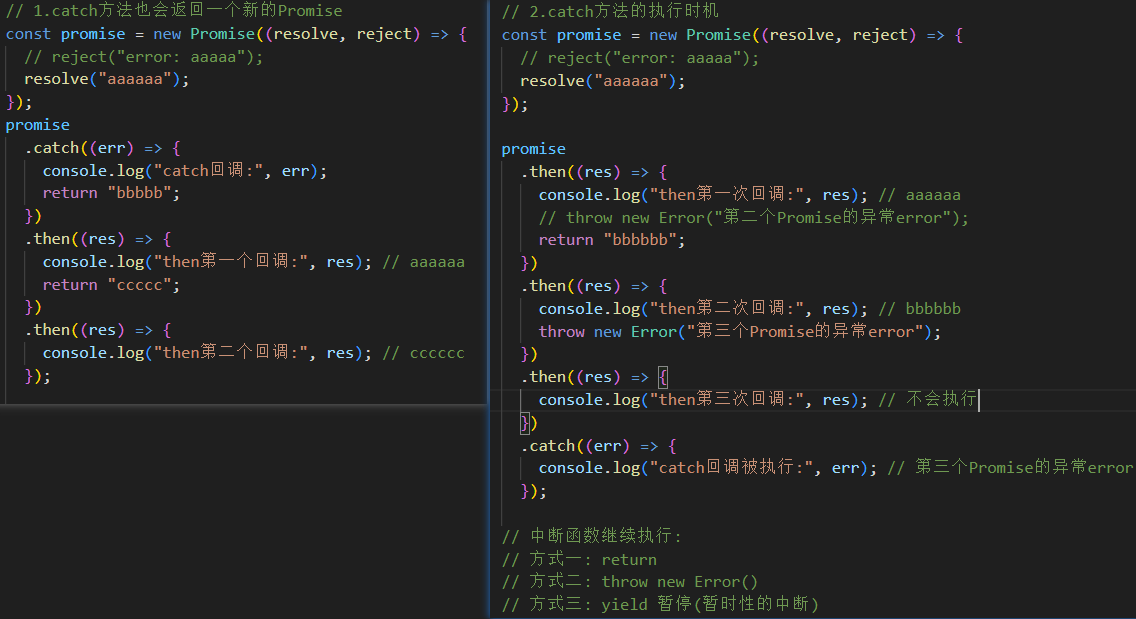 // 1.catch方法也会返回一个新的Promise
const promise = new Promise((resolve, reject) => {
  // reject("error: aaaaa");
  resolve("aaaaaa");
});
promise
  .catch((err) => {
    console.log("catch回调:", err);
    return "bbbbb";
  })
  .then((res) => {
    console.log("then第一个回调:", res); // aaaaaa
    return "ccccc";
  })
  .then((res) => {
    console.log("then第二个回调:", res); // cccccc
  });
// 2.catch方法的执行时机
const promise = new Promise((resolve, reject) => {
  // reject("error: aaaaa");
  resolve("aaaaaa");
});
promise
  .then((res) => {
    console.log("then第一次回调:", res); // aaaaaa
    // throw new Error("第二个Promise的异常error");
    return "bbbbbb";
  })
  .then((res) => {
    console.log("then第二次回调:", res); // bbbbbb
    throw new Error("第三个Promise的异常error");
  })
  .then((res) => {
    console.log("then第三次回调:", res); // 不会执行
  })
  .catch((err) => {
    console.log("catch回调被执行:", err); // 第三个Promise的异常error
  });
// 中断函数继续执行:
// 方式一: return
// 方式二: throw new Error()
// 方式三: yield 暂停(暂时性的中断)